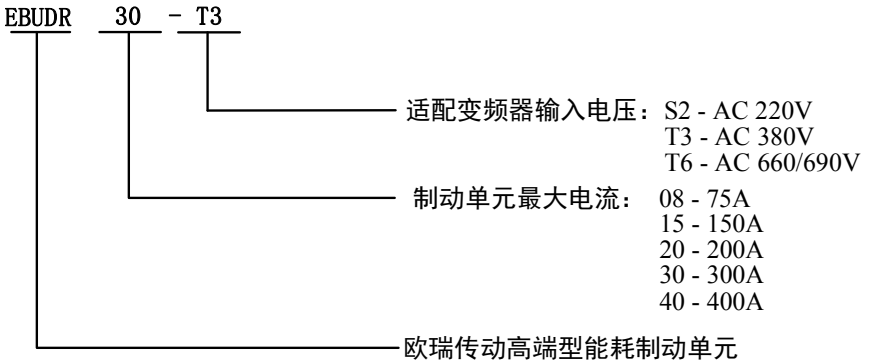 EBUDR 30 - T3
适配变频器输入电压：S2 - AC 220V
T3 - AC 380V
T6 - AC 660/690V
制动单元最大电流：08 - 75A
15 - 150A
20 - 200A
30 - 300A
40 - 400A
欧瑞传动高端型能耗制动单元